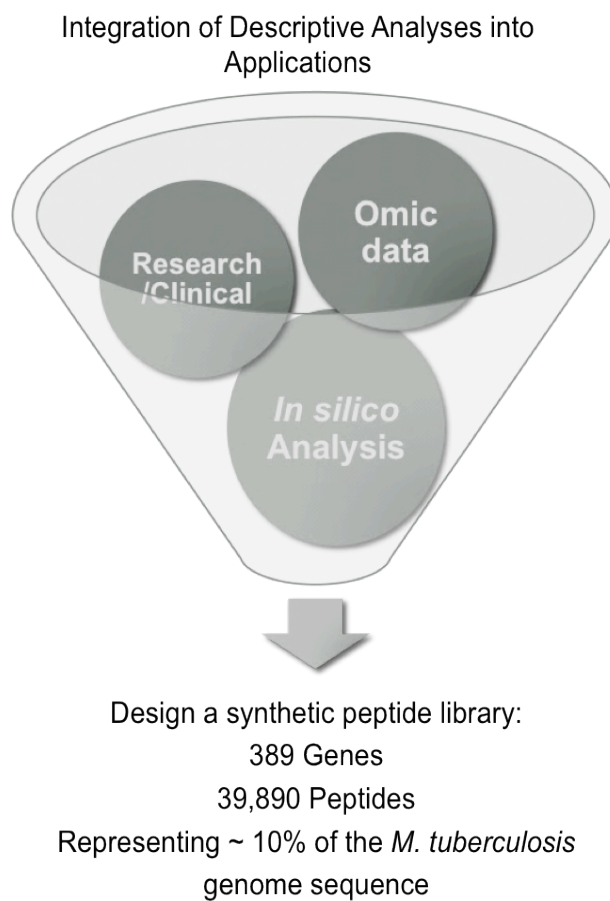 Integration of Descriptive Analyses into
Applications
Omic
data
Research
/Clinical
In silico
Analysis
Design a synthetic peptide library:
389 Genes
39,890 Peptides
Representing ~ 10% of the M. tuberculosis
genome sequence